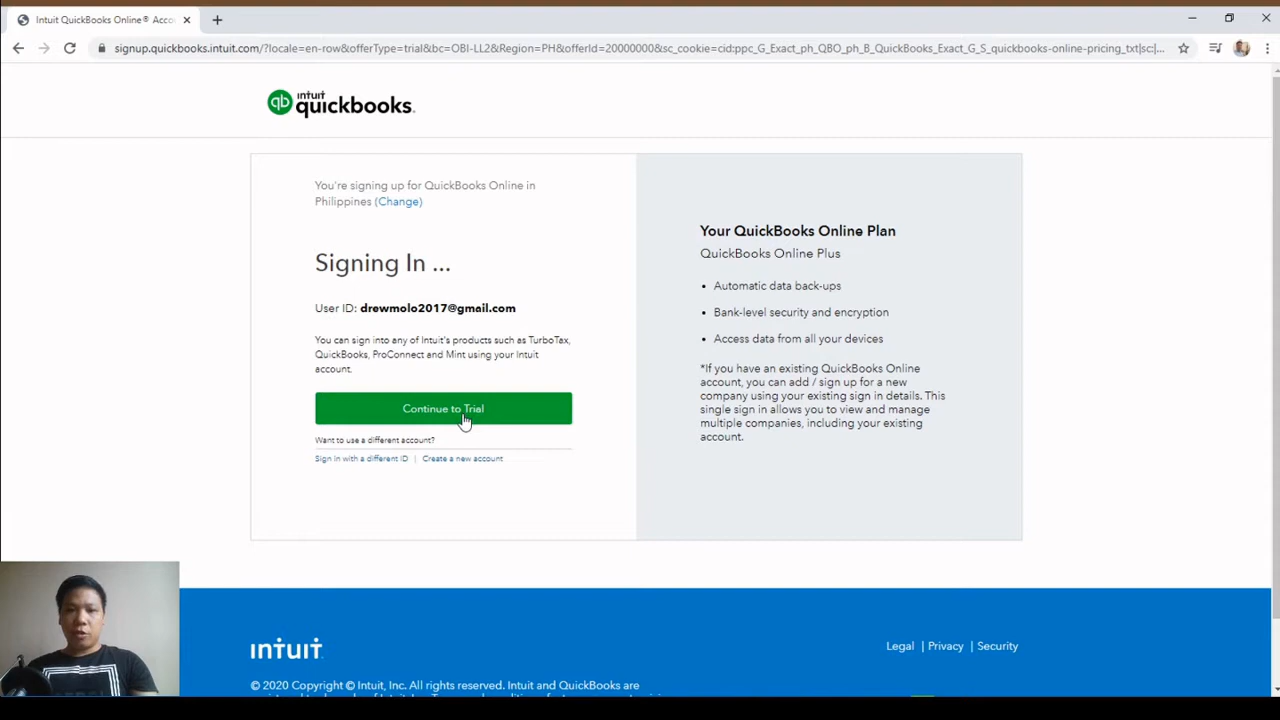 Intuit QuickBooks Online® Acco
signup.quickbooks.intuit.com/?locale=en-row&offerType=trial&bc=OBI-LL2&Region=PH&offerId=20000000&sc_cookie=cid:ppc_G_Exact_ph_QBO_ph_B_QuickBooks_Exact_G_S_quickbooks-online-pricing_txt|sc:|...
qb intuit quickbooks.
You're signing up for QuickBooks Online in
Philippines (Change)
Signing In ...
User ID: drewmolo2017@gmail.com
You can sign into any of Intuit's products such as TurboTax,
QuickBooks, ProConnect and Mint using your Intuit
account.
Continue to Trial
Want to use a different account?
Sign In with a different ID | Create a new account
Your QuickBooks Online Plan
QuickBooks Online Plus
• Automatic data back-ups
• Bank-level security and encryption
• Access data from all your devices
*If you have an existing QuickBooks Online
account, you can add / sign up for a new
company using your existing sign in details. This
single sign in allows you to view and manage
multiple companies, including your existing
account.
intuit
Legal | Privacy | Security
© 2020 Copyright © Intuit, Inc. All rights reserved. Intuit and QuickBooks are